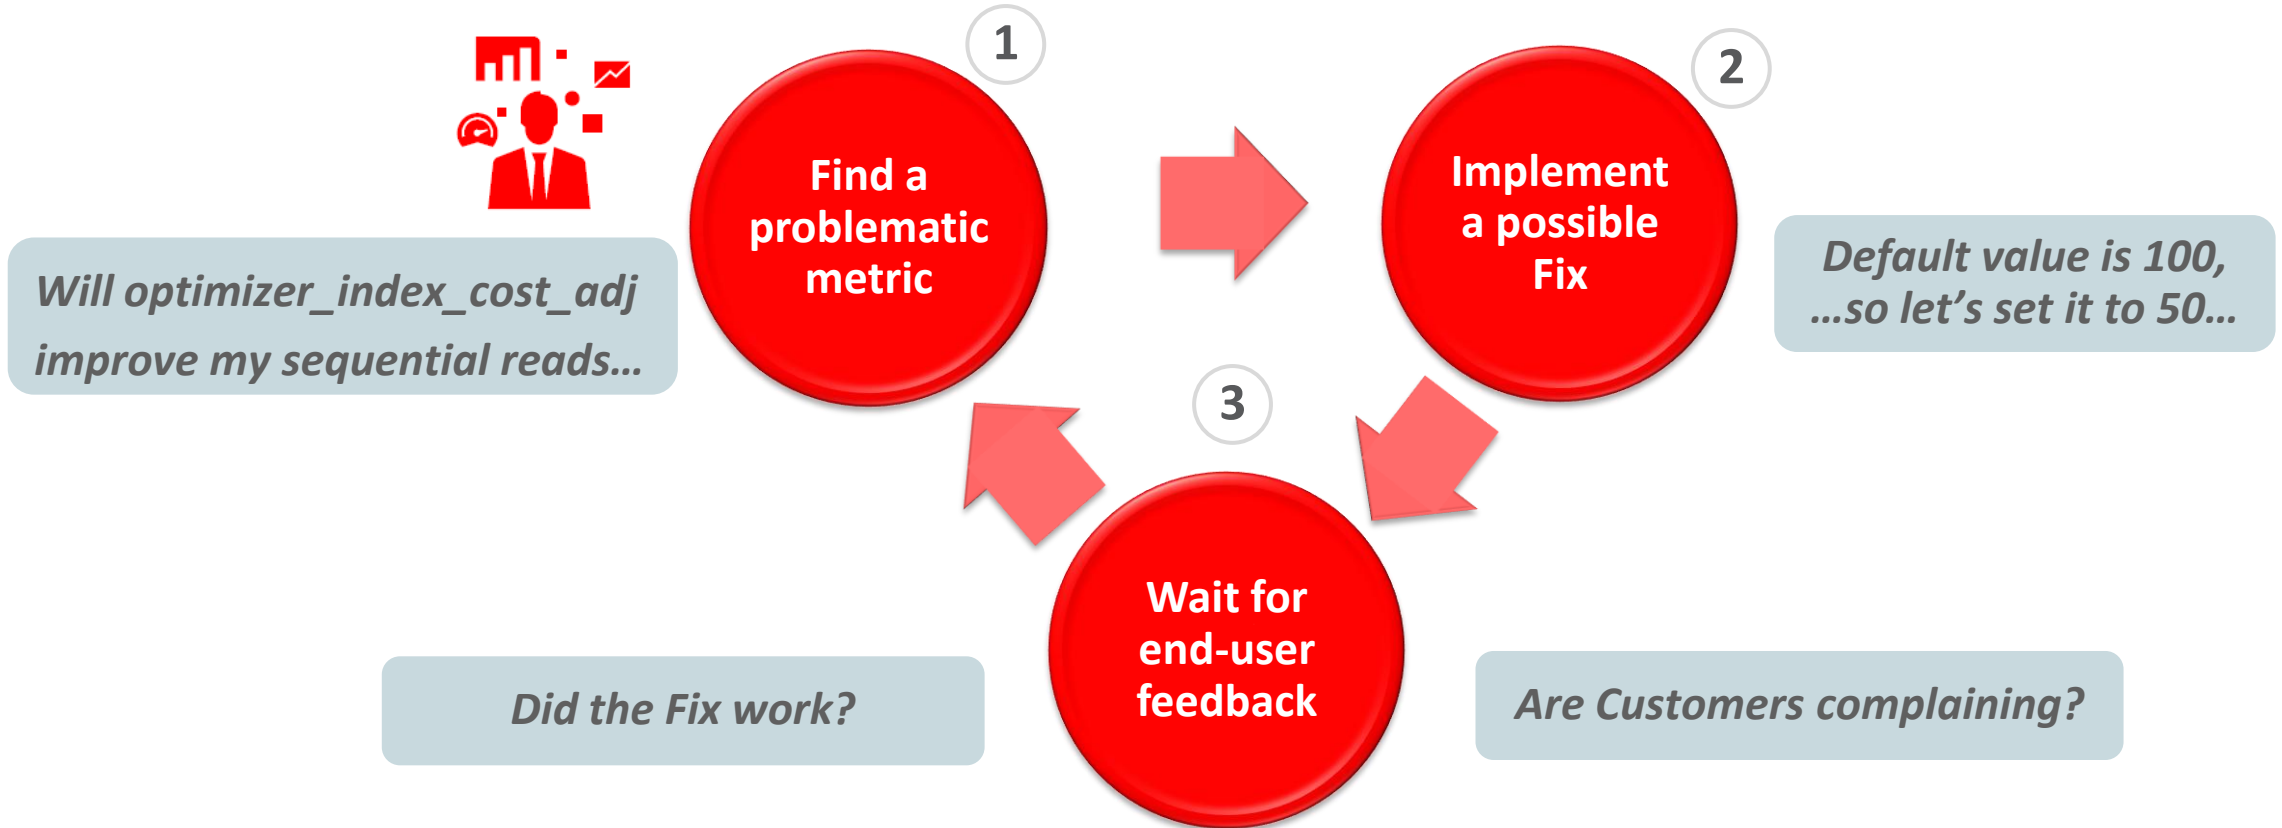 1
Find a
problematic
metric
Will optimizer_index_cost_adj
improve my sequential reads...
2
Implement
a possible
Fix
Default value is 100,
...so let’s set it to 50...
3
Wait for
end-user
feedback
Did the Fix work?
Are Customers complaining?